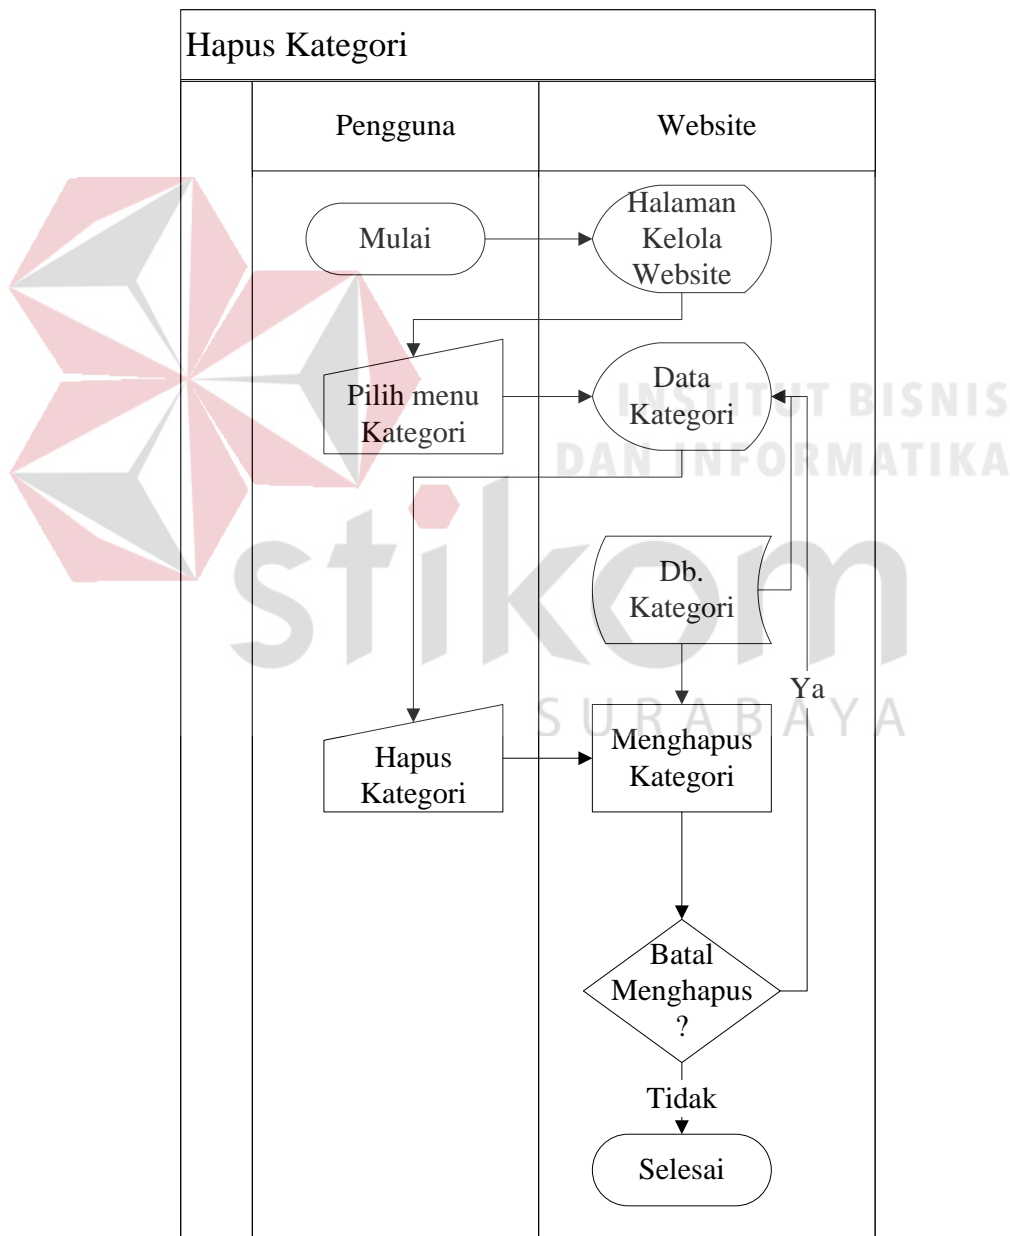 Hapus Kategori
Pengguna
Website
Mulai
Halaman
Kelola
Website
Pilih menu
Kategori
Data
Kategori
INSTITUT BISNIS
DAN INFORMATIKA
stikom
SURABAYA
Db.
Kategori
Ya
Hapus
Kategori
Menghapus
Kategori
Batal
Menghapus
?
Tidak
Selesai